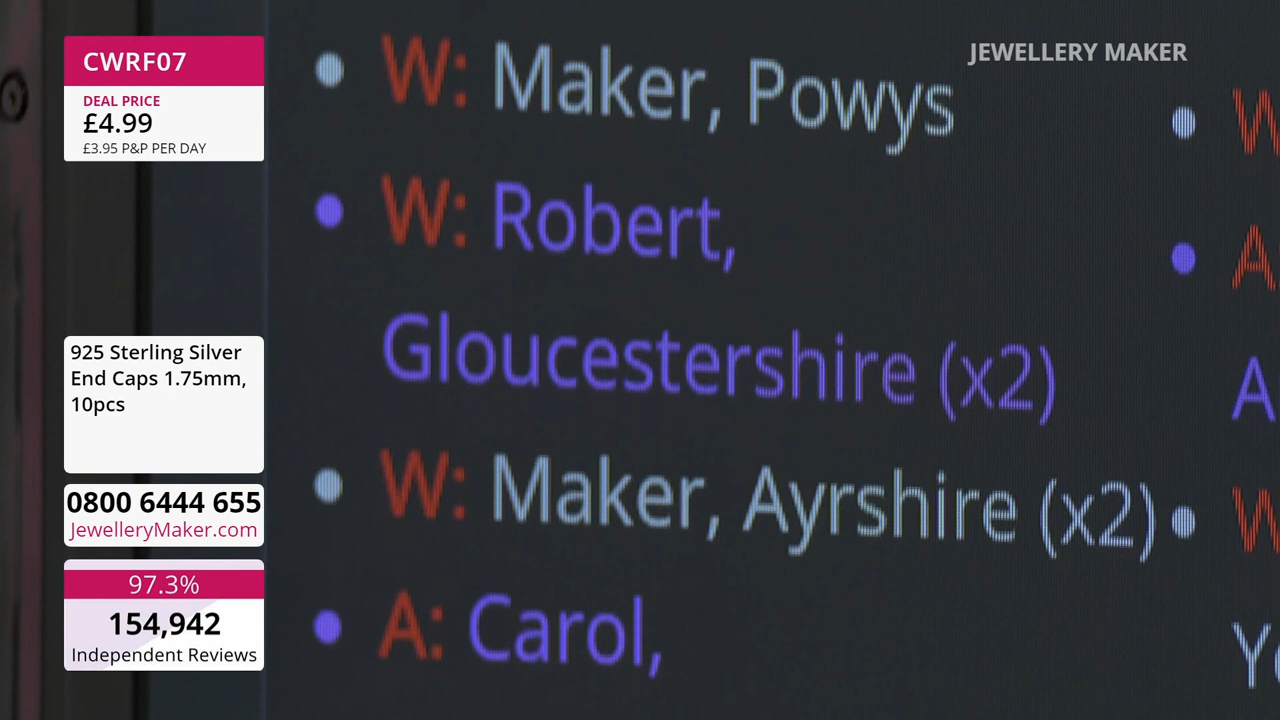 CWRF07
DEAL PRICE
£4.99
£3.95 P&P PER DAY
925 Sterling Silver
End Caps 1.75mm,
10pcs
0800 6444 655
JewelleryMaker.com
97.3%
154,942
Independent Reviews
JEWELLERY MAKER
• W: Maker, Powys
• W: Robert,
Gloucestershire (x2)
• W: Maker, Ayrshire (x2)
• A: Carol,
• W
• A
A
• W